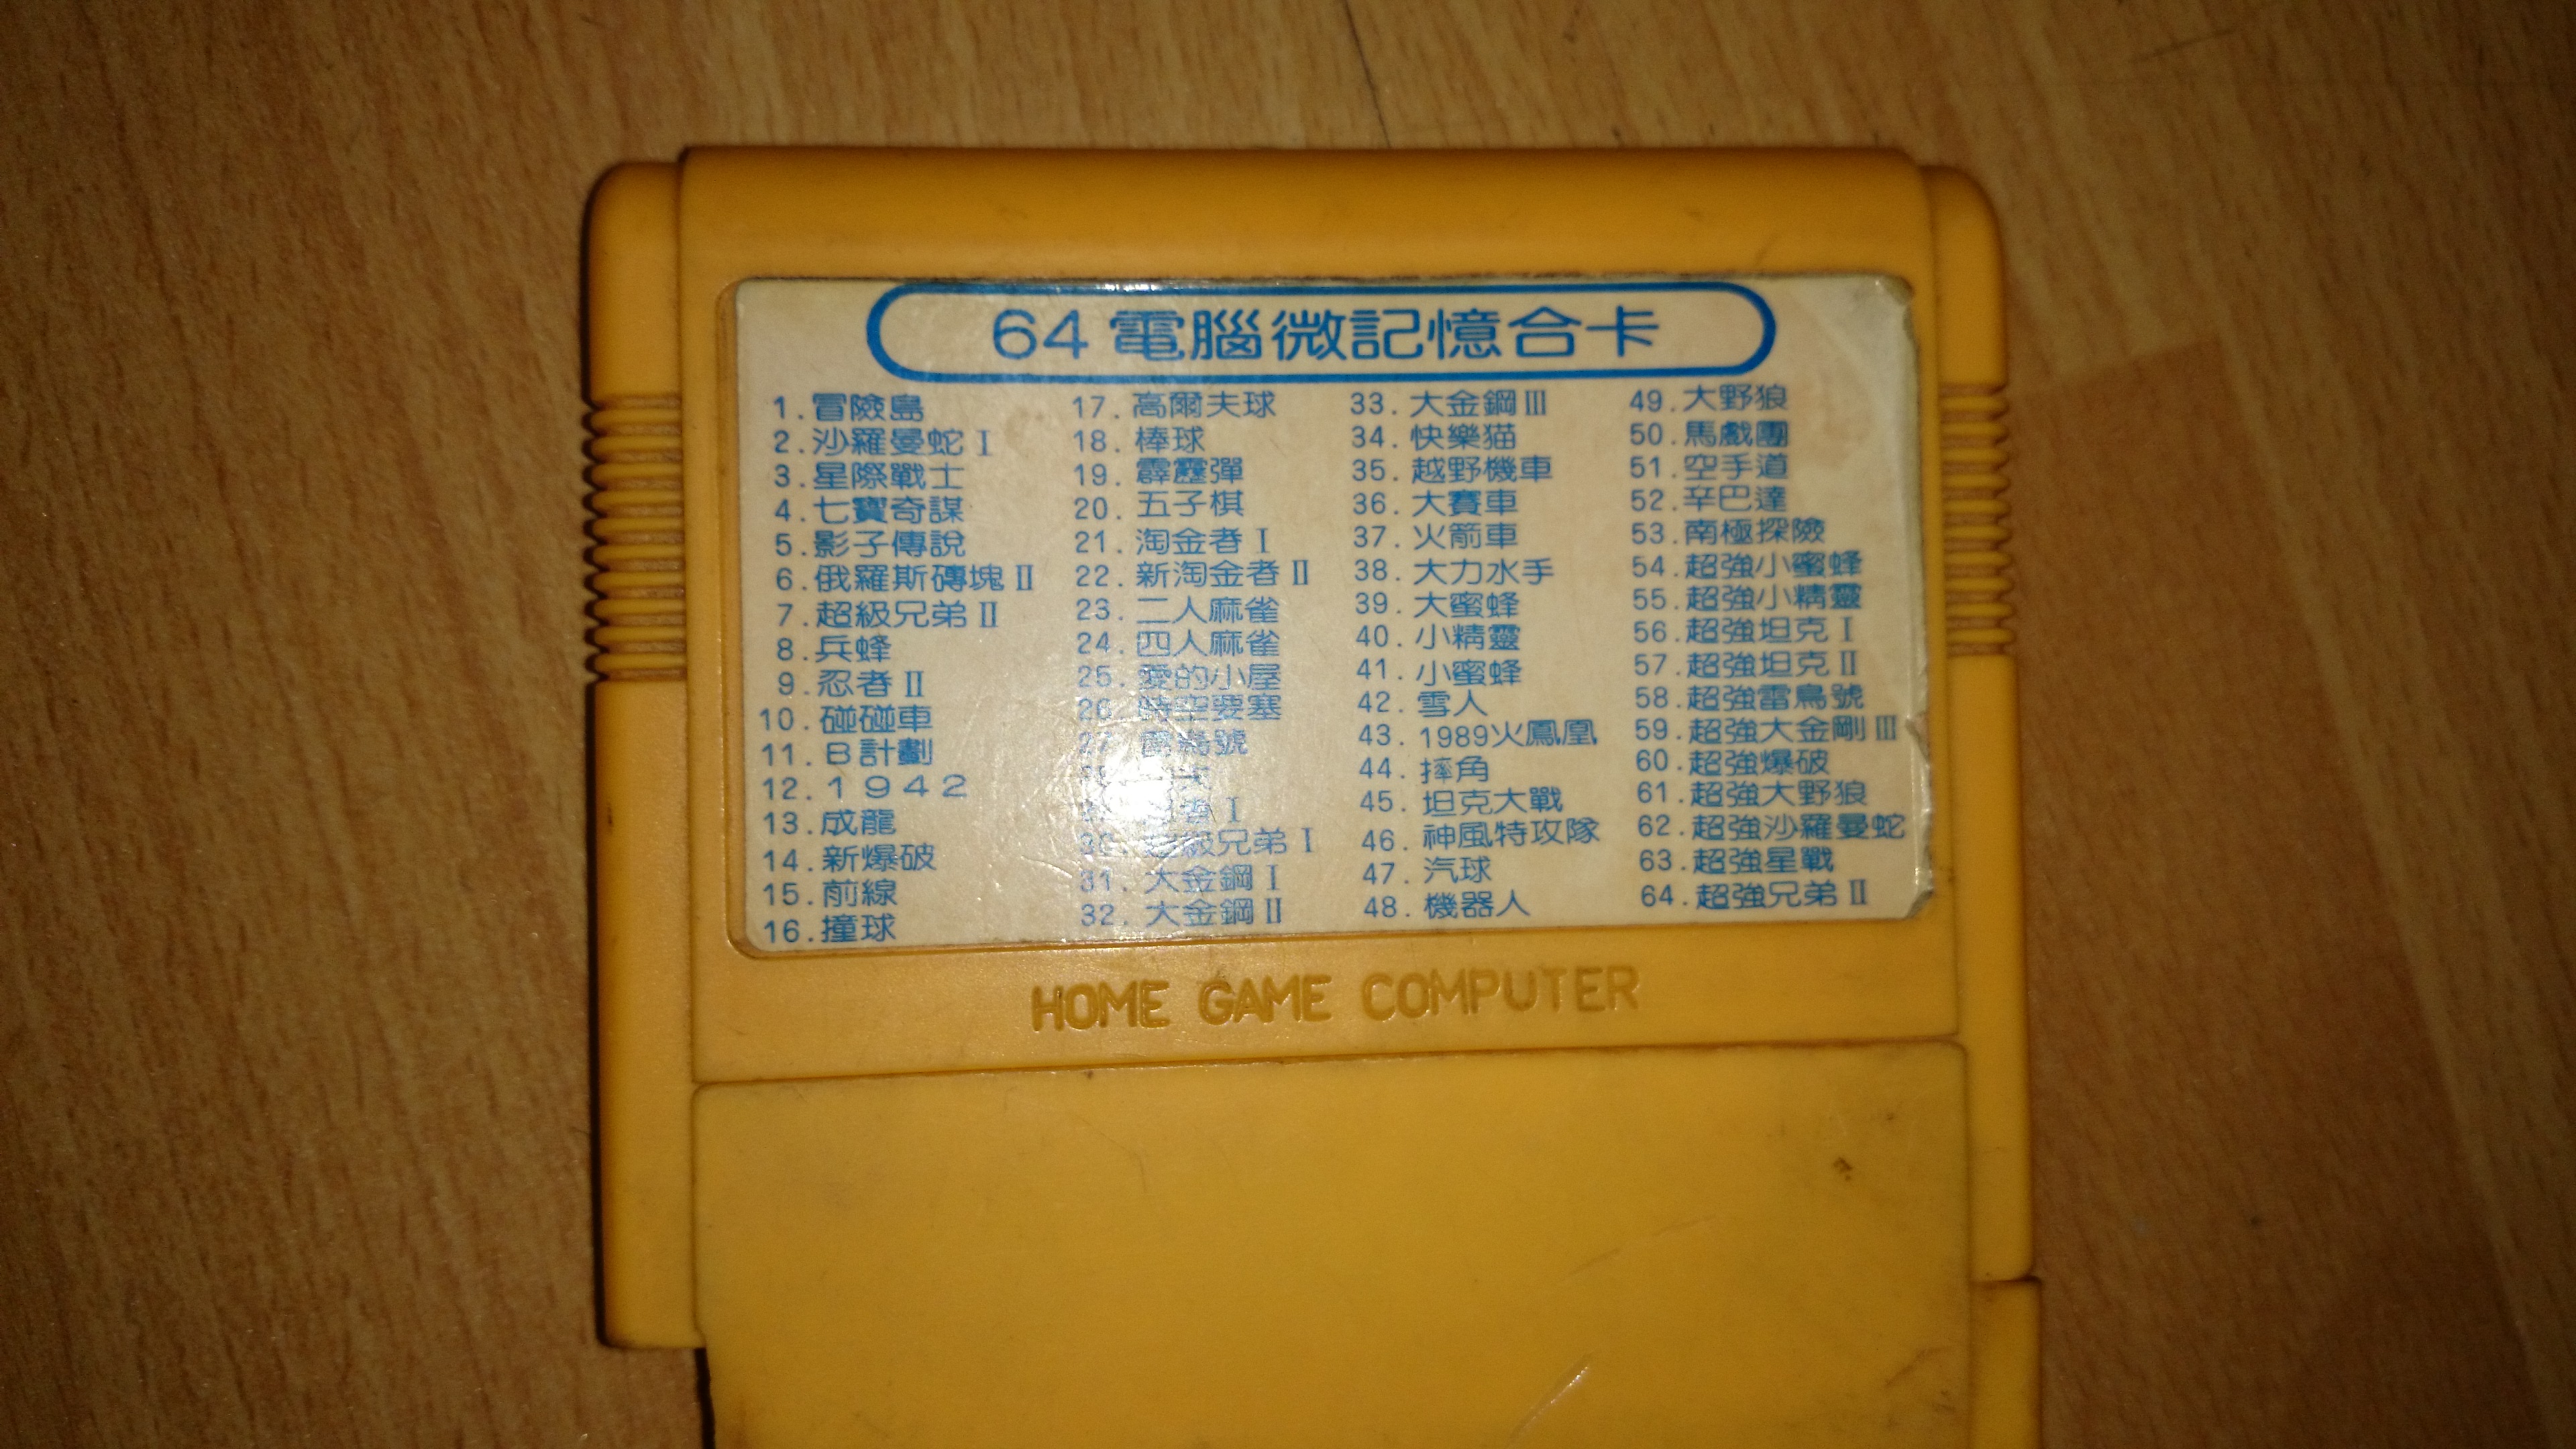 64 電腦微記憶合卡
1. 冒險島
2. 沙羅曼蛇 I
3. 星際戰士
4. 七寶奇謀
5. 影子傳說
6. 俄羅斯磚塊 II
7. 超級兄弟 II
8. 兵蜂
9. 忍者 II
10. 碰碰車
11. B計劃
12. 1942
13. 成龍
14. 新爆破
15. 前線
16. 撞球
17. 高爾夫球
18. 棒球
19. 霹靂彈
20. 五子棋
21. 淘金者 I
22. 新淘金者 II
23. 二人麻雀
24. 四人麻雀
25. 愛的小屋
26. 時空要塞
27. 號
I
30. 級兄弟 I
31. 大金鋼 I
32. 大金鋼 II
33. 大金鋼 III
34. 快樂猫
35. 越野機車
36. 大賽車
37. 火箭車
38. 大力水手
39. 大蜜蜂
40. 小精靈
41. 小蜜蜂
42. 雪人
43. 1989火鳳凰
44. 摔角
45. 坦克大戰
46. 神風特攻隊
47. 汽球
48. 機器人
49. 大野狼
50. 馬戲團
51. 空手道
52. 辛巴達
53. 南極探險
54. 超強小蜜蜂
55. 超強小精靈
56. 超強坦克 I
57. 超強坦克 II
58. 超強雷鳥號
59. 超強大金剛 III
60. 超強爆破
61. 超強大野狼
62. 超強沙羅曼蛇
63. 超強星戰
64. 超強兄弟 II
HOME GAME COMPUTER